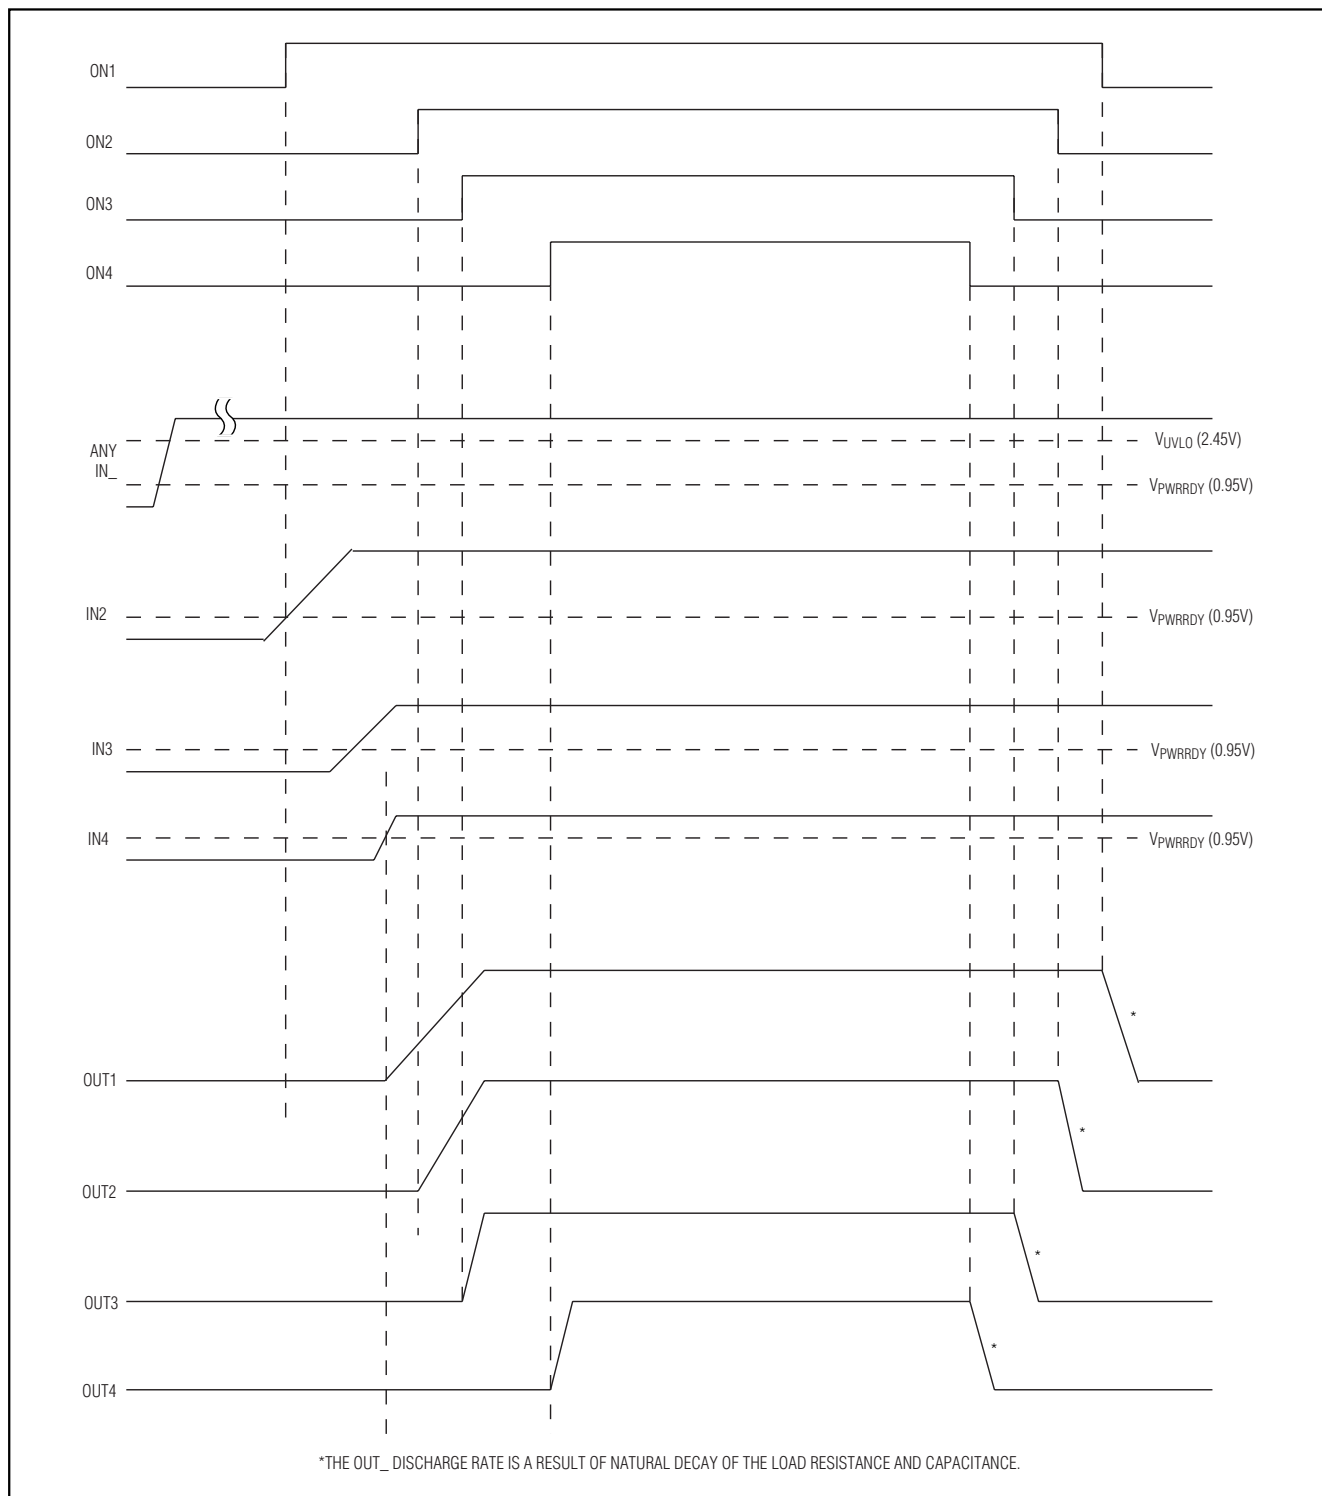 ON1
ON2
ON3
ON4
ANY
IN_
VUVLO (2.45V)
VPWRRDY (0.95V)
IN2
VPWRRDY (0.95V)
IN3
VPWRRDY (0.95V)
IN4
VPWRRDY (0.95V)
OUT1
*
OUT2
*
OUT3
*
OUT4
*
*THE OUT_ DISCHARGE RATE IS A RESULT OF NATURAL DECAY OF THE LOAD RESISTANCE AND CAPACITANCE.